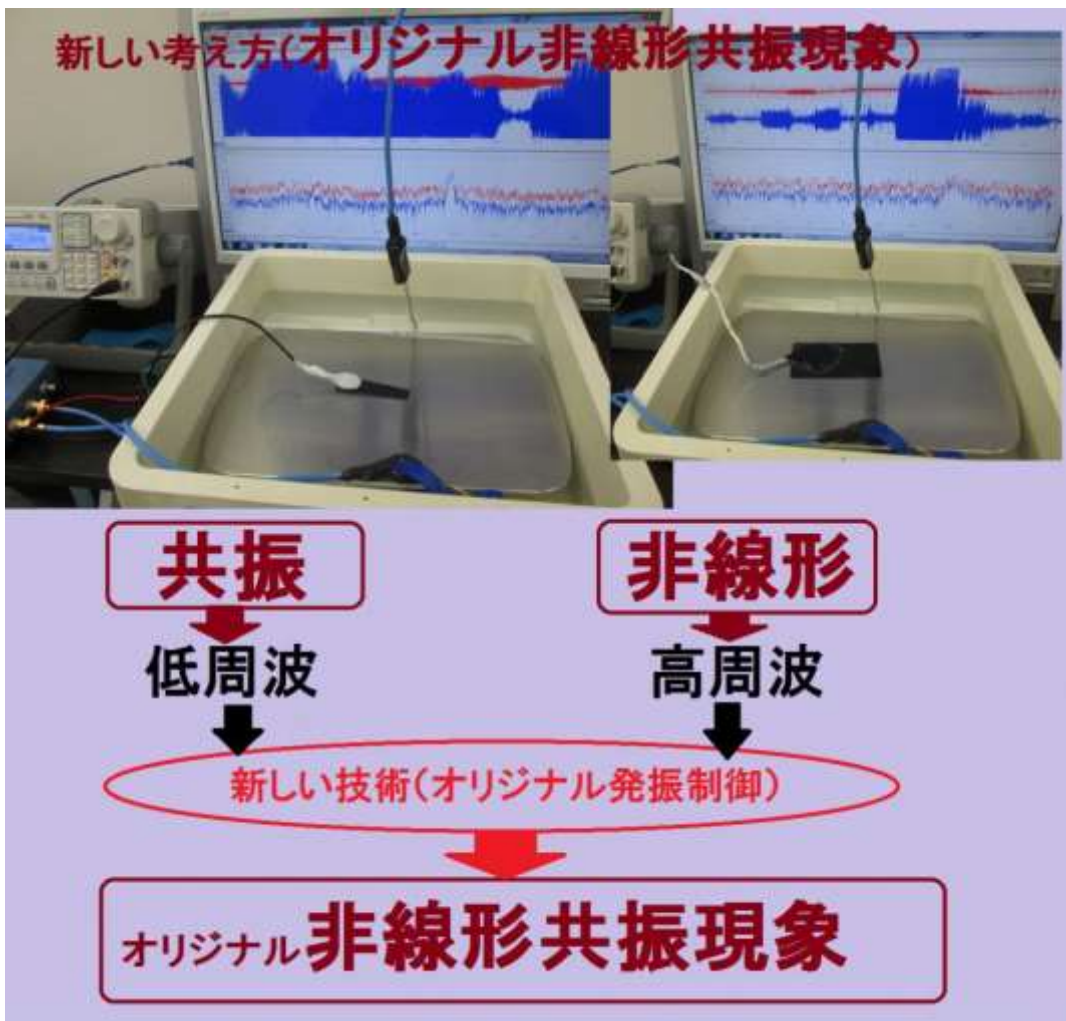 新しい考え方(オリジナル非線形共振現象)
共振
非線形
低周波
高周波
新しい技術(オリジナル発振制御)
オリジナル非線形共振現象